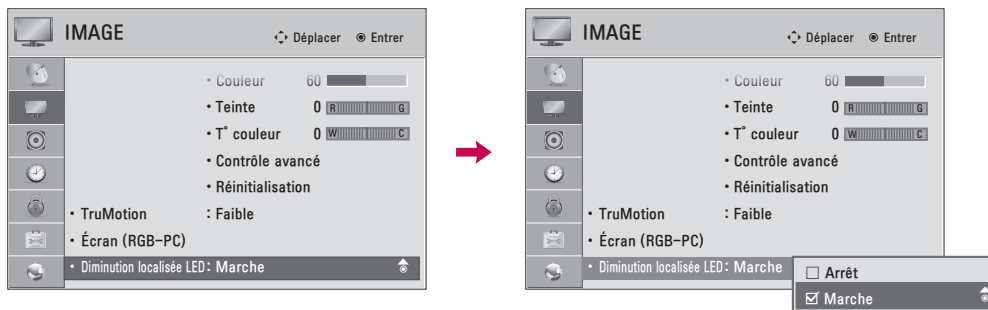 IMAGE
Déplacer Entrer
• Couleur 60
• Teinte 0 R G
• T° couleur 0 W C
• Contrôle avancé
• Réinitialisation
• TruMotion : Faible
• Écran (RGB-PC)
• Diminution localisée LED: Marche
IMAGE
Déplacer Entrer
• Couleur 60
• Teinte 0 R G
• T° couleur 0 W C
• Contrôle avancé
• Réinitialisation
• TruMotion : Faible
• Écran (RGB-PC)
• Diminution localisée LED: Marche
☐ Arrêt
☑ Marche